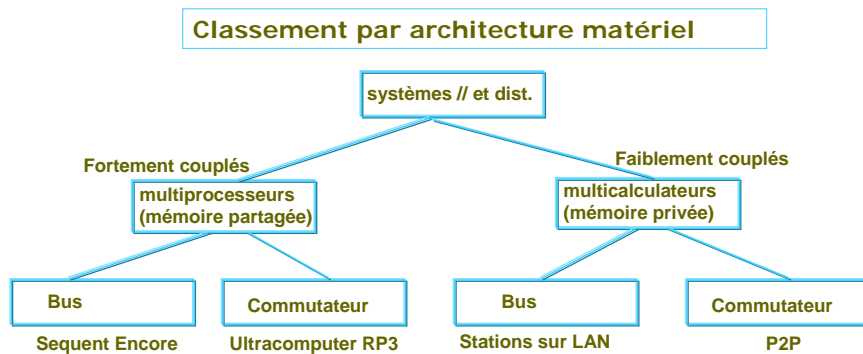 Classement par architecture matériel
systèmes // et dist.
Fortement couplés
Faiblement couplés
multiprocesseurs
(mémoire partagée)
multicalculateurs
(mémoire privée)
Bus
Commutateur
Bus
Commutateur
Sequent Encore
Ultracomputer RP3
Stations sur LAN
P2P